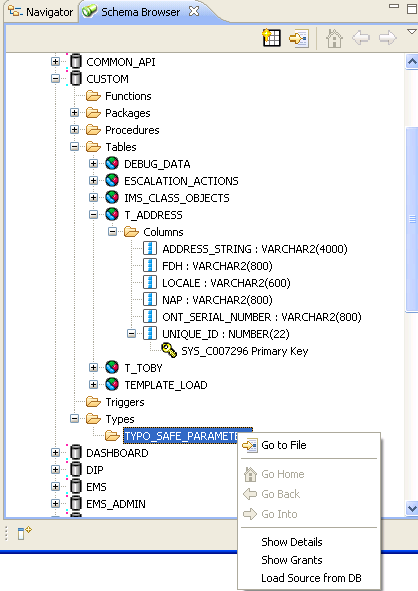 Navigator Schema Browser
COMMON_API
CUSTOM
Functions
Packages
Procedures
Tables
DEBUG_DATA
ESCALATION_ACTIONS
IMS_CLASS_OBJECTS
T_ADDRESS
Columns
ADDRESS_STRING : VARCHAR2(4000)
FDH : VARCHAR2(800)
LOCALE : VARCHAR2(600)
NAP : VARCHAR2(800)
ONT_SERIAL_NUMBER : VARCHAR2(800)
UNIQUE_ID : NUMBER(22)
SYS_C007296 Primary Key
T_TOBY
TEMPLATE_LOAD
Triggers
Types
TYPO_SAFE_PARAMETE
DASHBOARD
DIP
EMS
EMS_ADMIN
Go to File
Go Home
Go Back
Go Into
Show Details
Show Grants
Load Source from DB